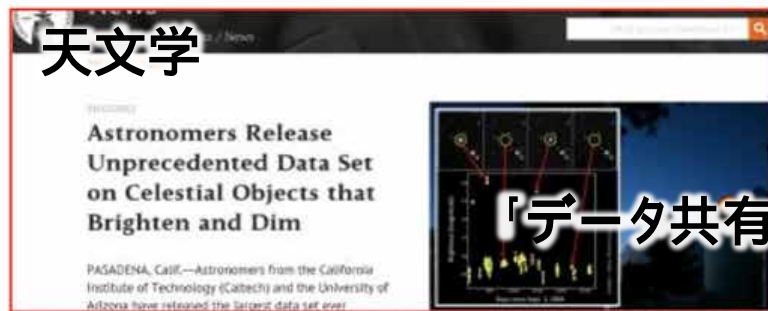 News
/ News
天文学
Astronomers Release
Unprecedented Data Set
on Celestial Objects that
Brighten and Dim
「データ共有
PASADENA, Calif.—Astronomers from the California
Institute of Technology (Caltech) and the University of
Arizona have released the largest data set ever